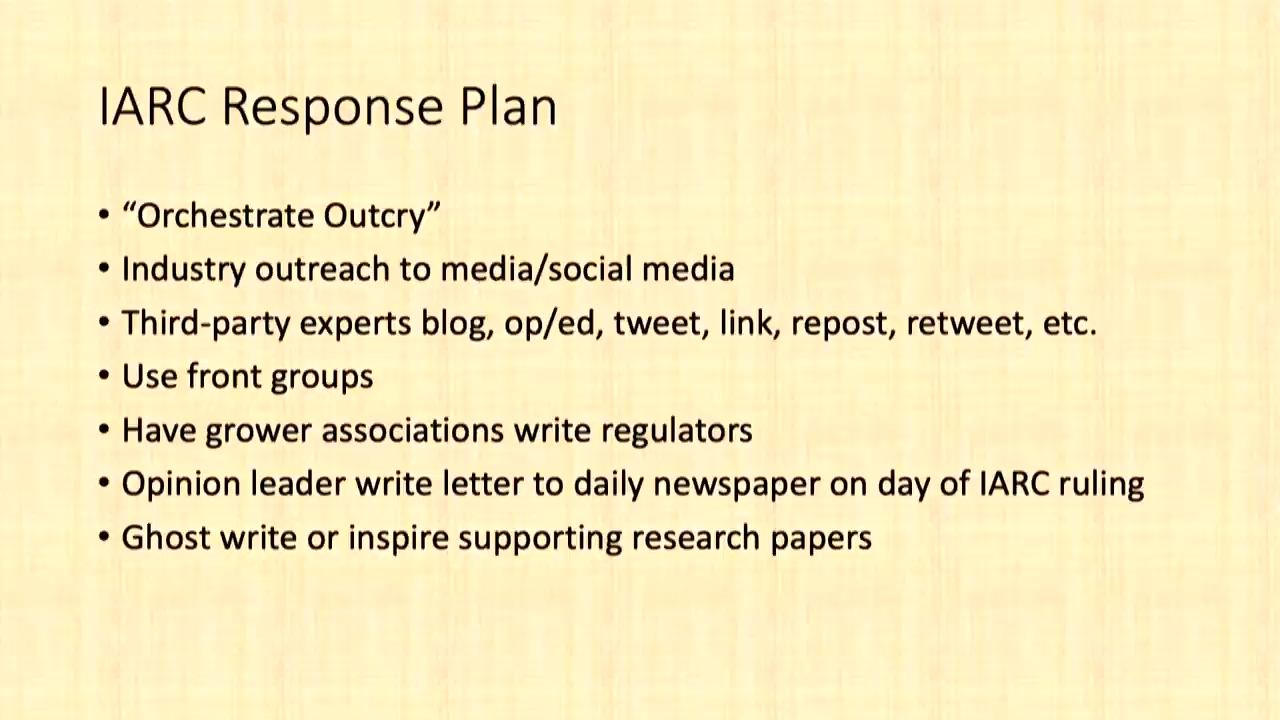 IARC Response Plan
• “Orchestrate Outcry”
• Industry outreach to media/social media
• Third-party experts blog, op/ed, tweet, link, repost, retweet, etc.
• Use front groups
• Have grower associations write regulators
• Opinion leader write letter to daily newspaper on day of IARC ruling
• Ghost write or inspire supporting research papers